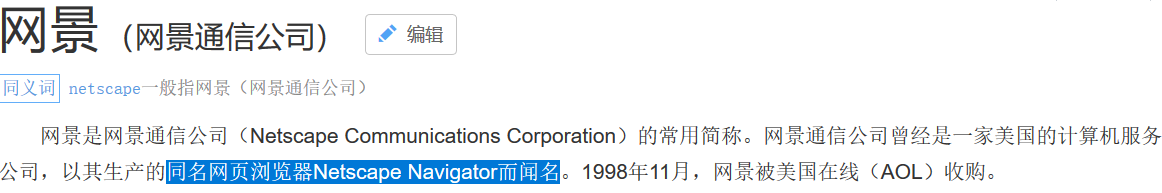 网景（网景通信公司） 编辑
同义词 netscape一般指网景（网景通信公司）
网景是网景通信公司（Netscape Communications Corporation）的常用简称。网景通信公司曾经是一家美国的计算机服务
公司，以其生产的同名网页浏览器Netscape Navigator而闻名。1998年11月，网景被美国在线（AOL）收购。